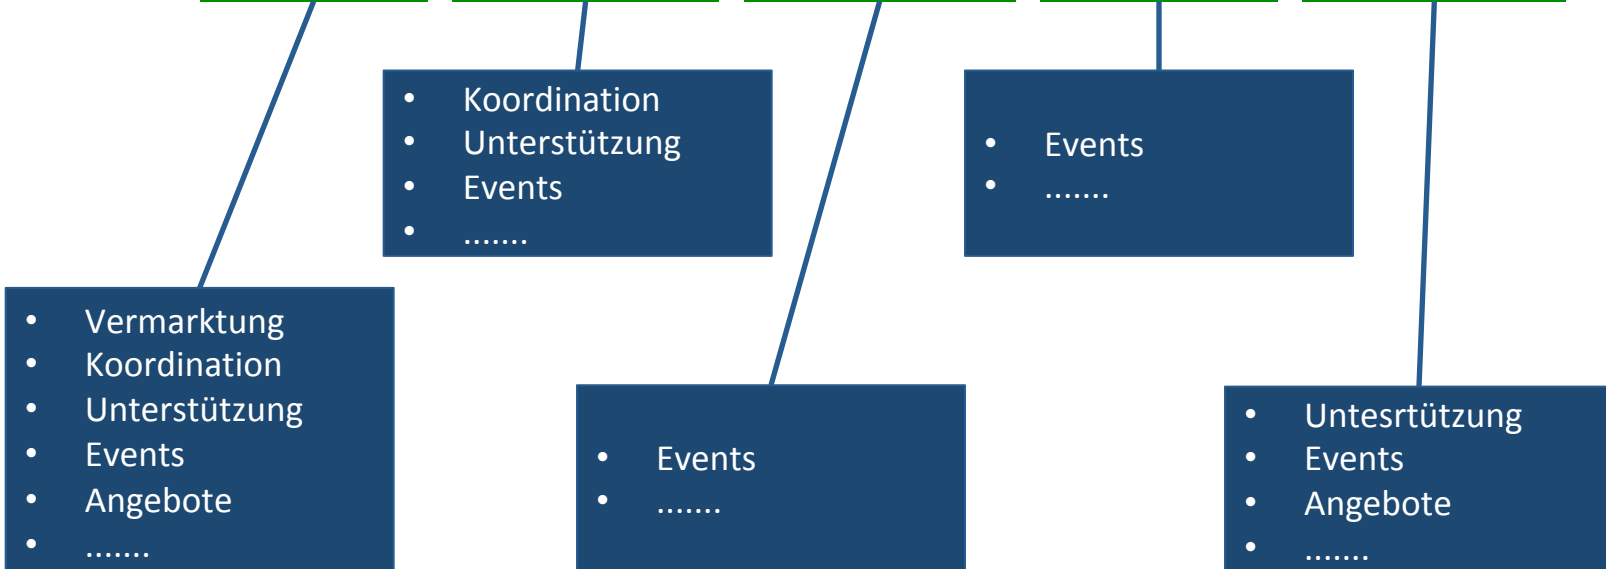 • Koordination
• Unterstützung
• Events
• .......
• Events
• .......
• Vermarktung
• Koordination
• Unterstützung
• Events
• Angebote
• .......
• Events
• .......
• Untesrtützung
• Events
• Angebote
• .......